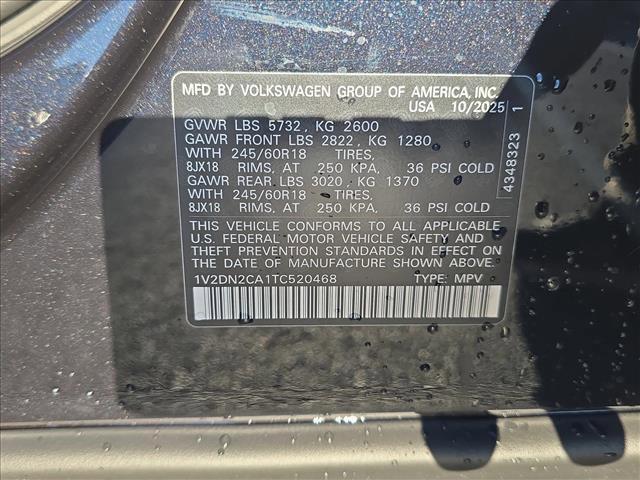 MFD BY VOLKSWAGEN GROUP OF AMERICA, INC.
USA 10/2025
GVWR LBS 5732, KG 2600
GAWR FRONT LBS 2822, KG 1280
WITH 245/60R18 TIRES,
8JX18 RIMS, AT 250 KPA, 36 PSI COLD
GAWR REAR LBS 3020, KG 1370
WITH 245/60R18 TIRES,
8JX18 RIMS, AT 250 KPA, 36 PSI COLD
THIS VEHICLE CONFORMS TO ALL APPLICABLE
U.S. FEDERAL MOTOR VEHICLE SAFETY AND
THEFT PREVENTION STANDARDS IN EFFECT ON
THE DATE OF MANUFACTURE SHOWN ABOVE.
1V2DN2CA1TC520468 TYPE: MPV
4348323 1